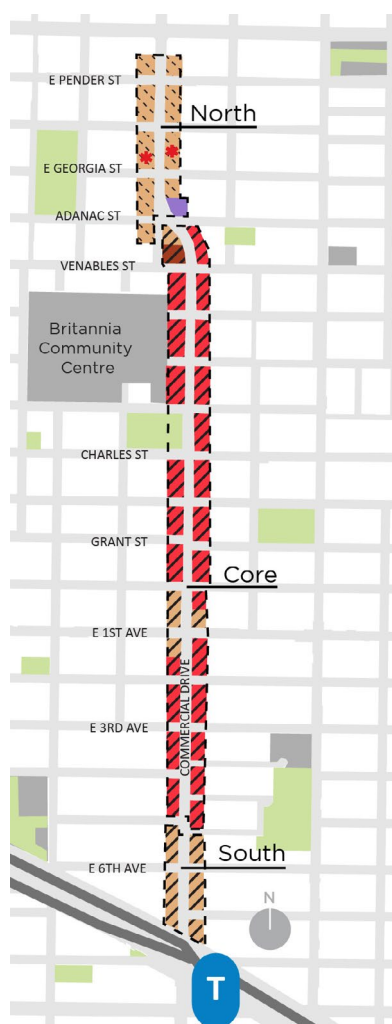 E PENDER ST
North
E GEORGIA ST
ADANAC ST
VENABLES ST
Britannia
Community
Centre
CHARLES ST
GRANT ST
Core
E 1ST AVE
COMMERCIAL DRIVE
E 3RD AVE
South
E 6TH AVE
N
T